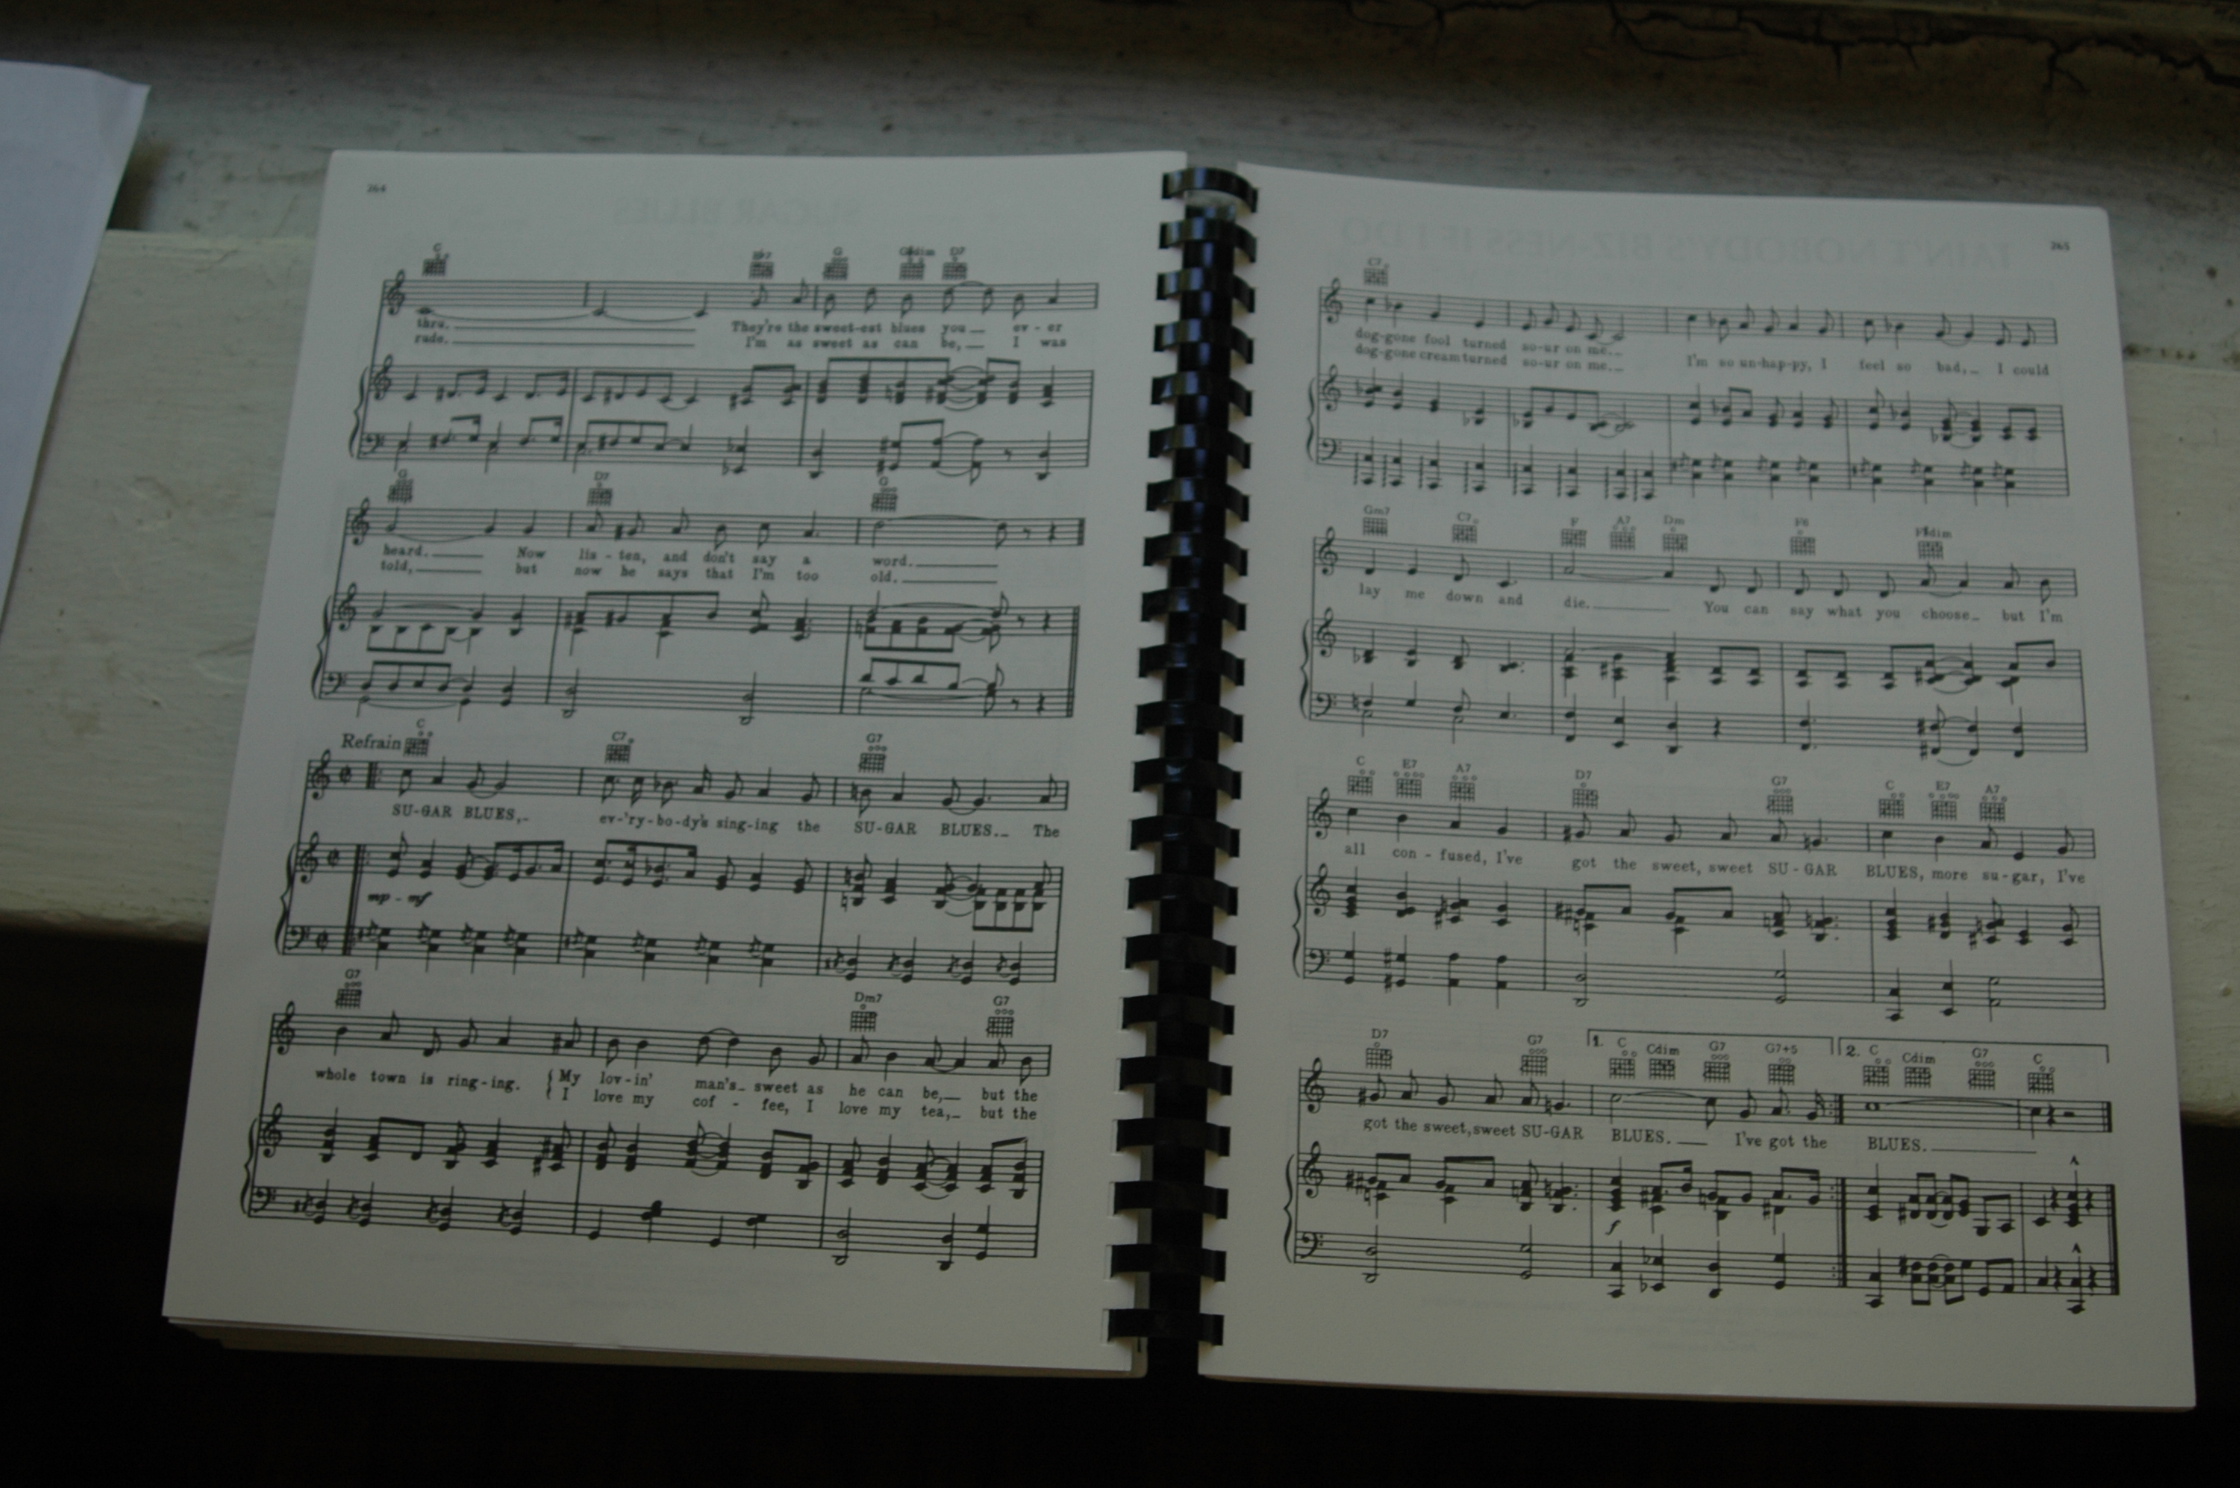 264
C B♭7 G C♯dim D7
thru. They're the sweet-est blues you ev - er
rade. I'm as sweet as can be, I was
G D7 G
heard. Now lis - ten, and don't say a word.
told, but now he says that I'm too old.
Refrain C C7 G7
SU-GAR BLUES, ev-'ry-bo-dy's sing-ing the SU-GAR BLUES. The
mp - mf
G7 Dm7 G7
whole town is ring-ing. { My lov-in' man's sweet as he can be, but the
{ I love my cof - fee, I love my tea, but the
265
C7
dog-gone fool turned so-ur on me. I'm so un-hap-py, I feel so bad, I could
dog-gone cream turned so-ur on me.
Gm7 C7 F A7 Dm F6 F♯dim
lay me down and die. You can say what you choose but I'm
C E7 A7 D7 G7 C E7 A7
all con - fused, I've got the sweet, sweet SU - GAR BLUES, more su - gar, I've
D7 G7 1. C Cdim G7 G7+5 2. C Cdim G7 C
got the sweet, sweet SU-GAR BLUES. I've got the BLUES.
f